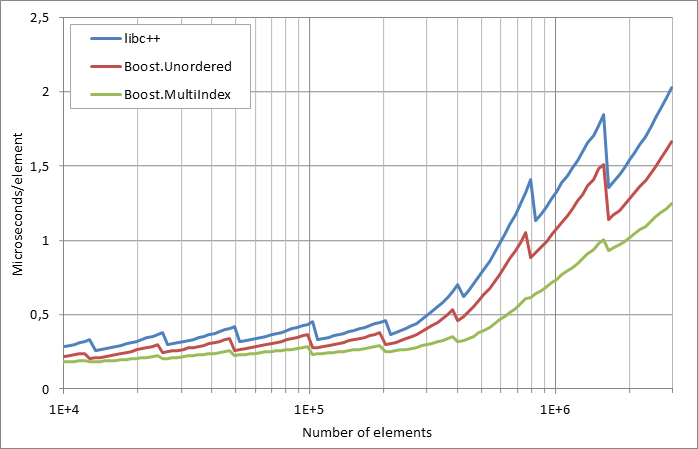 2,5
libc++
Boost.Unordered
Boost.MultiIndex
2
1,5
1
0,5
0
Microseconds/element
1E+4
1E+5
1E+6
Number of elements